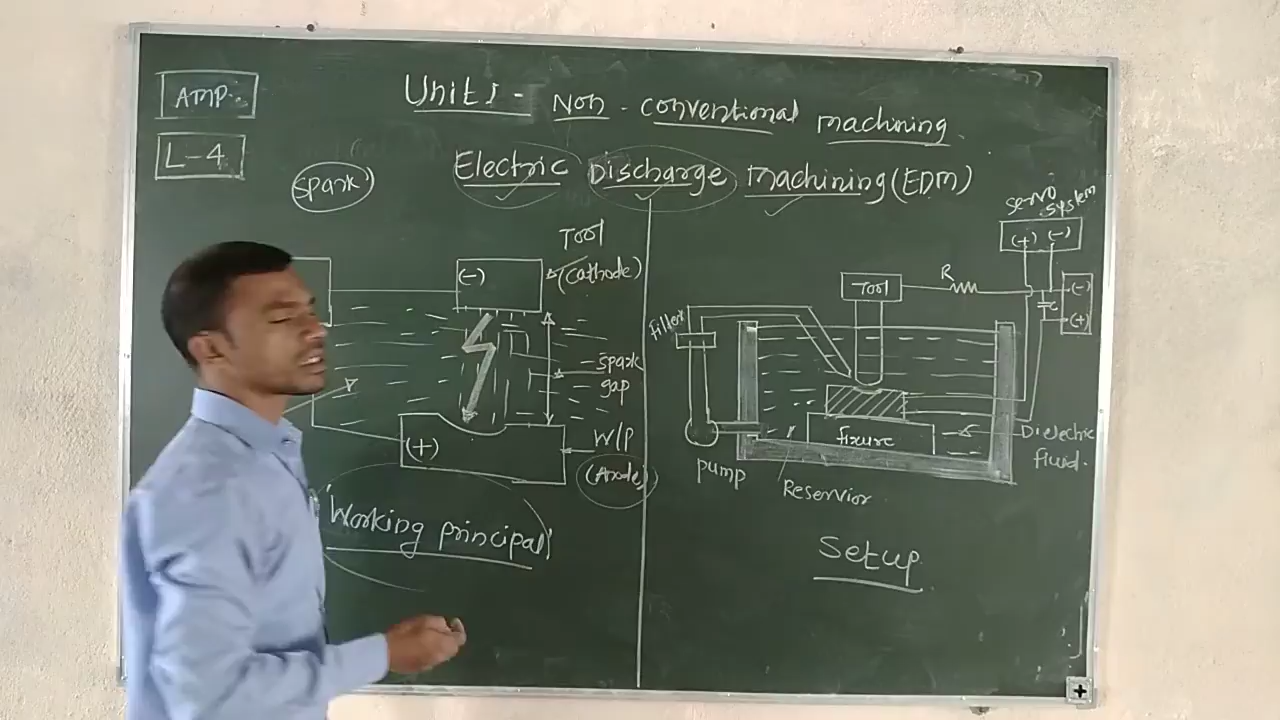 AMP.
L-4
Unit 1 - Non-conventional machining.
Electric Discharge Machining (EDM)
Spark
Tool
(Cathode)
(-)
Spark
gap
W/P
(Anode)
(+)
Working principal
Servo
system
(+) (-)
R
Tool
(-)
C
(+)
Filter
fixure
Dielectric
fluid.
pump
Reservior
Setup